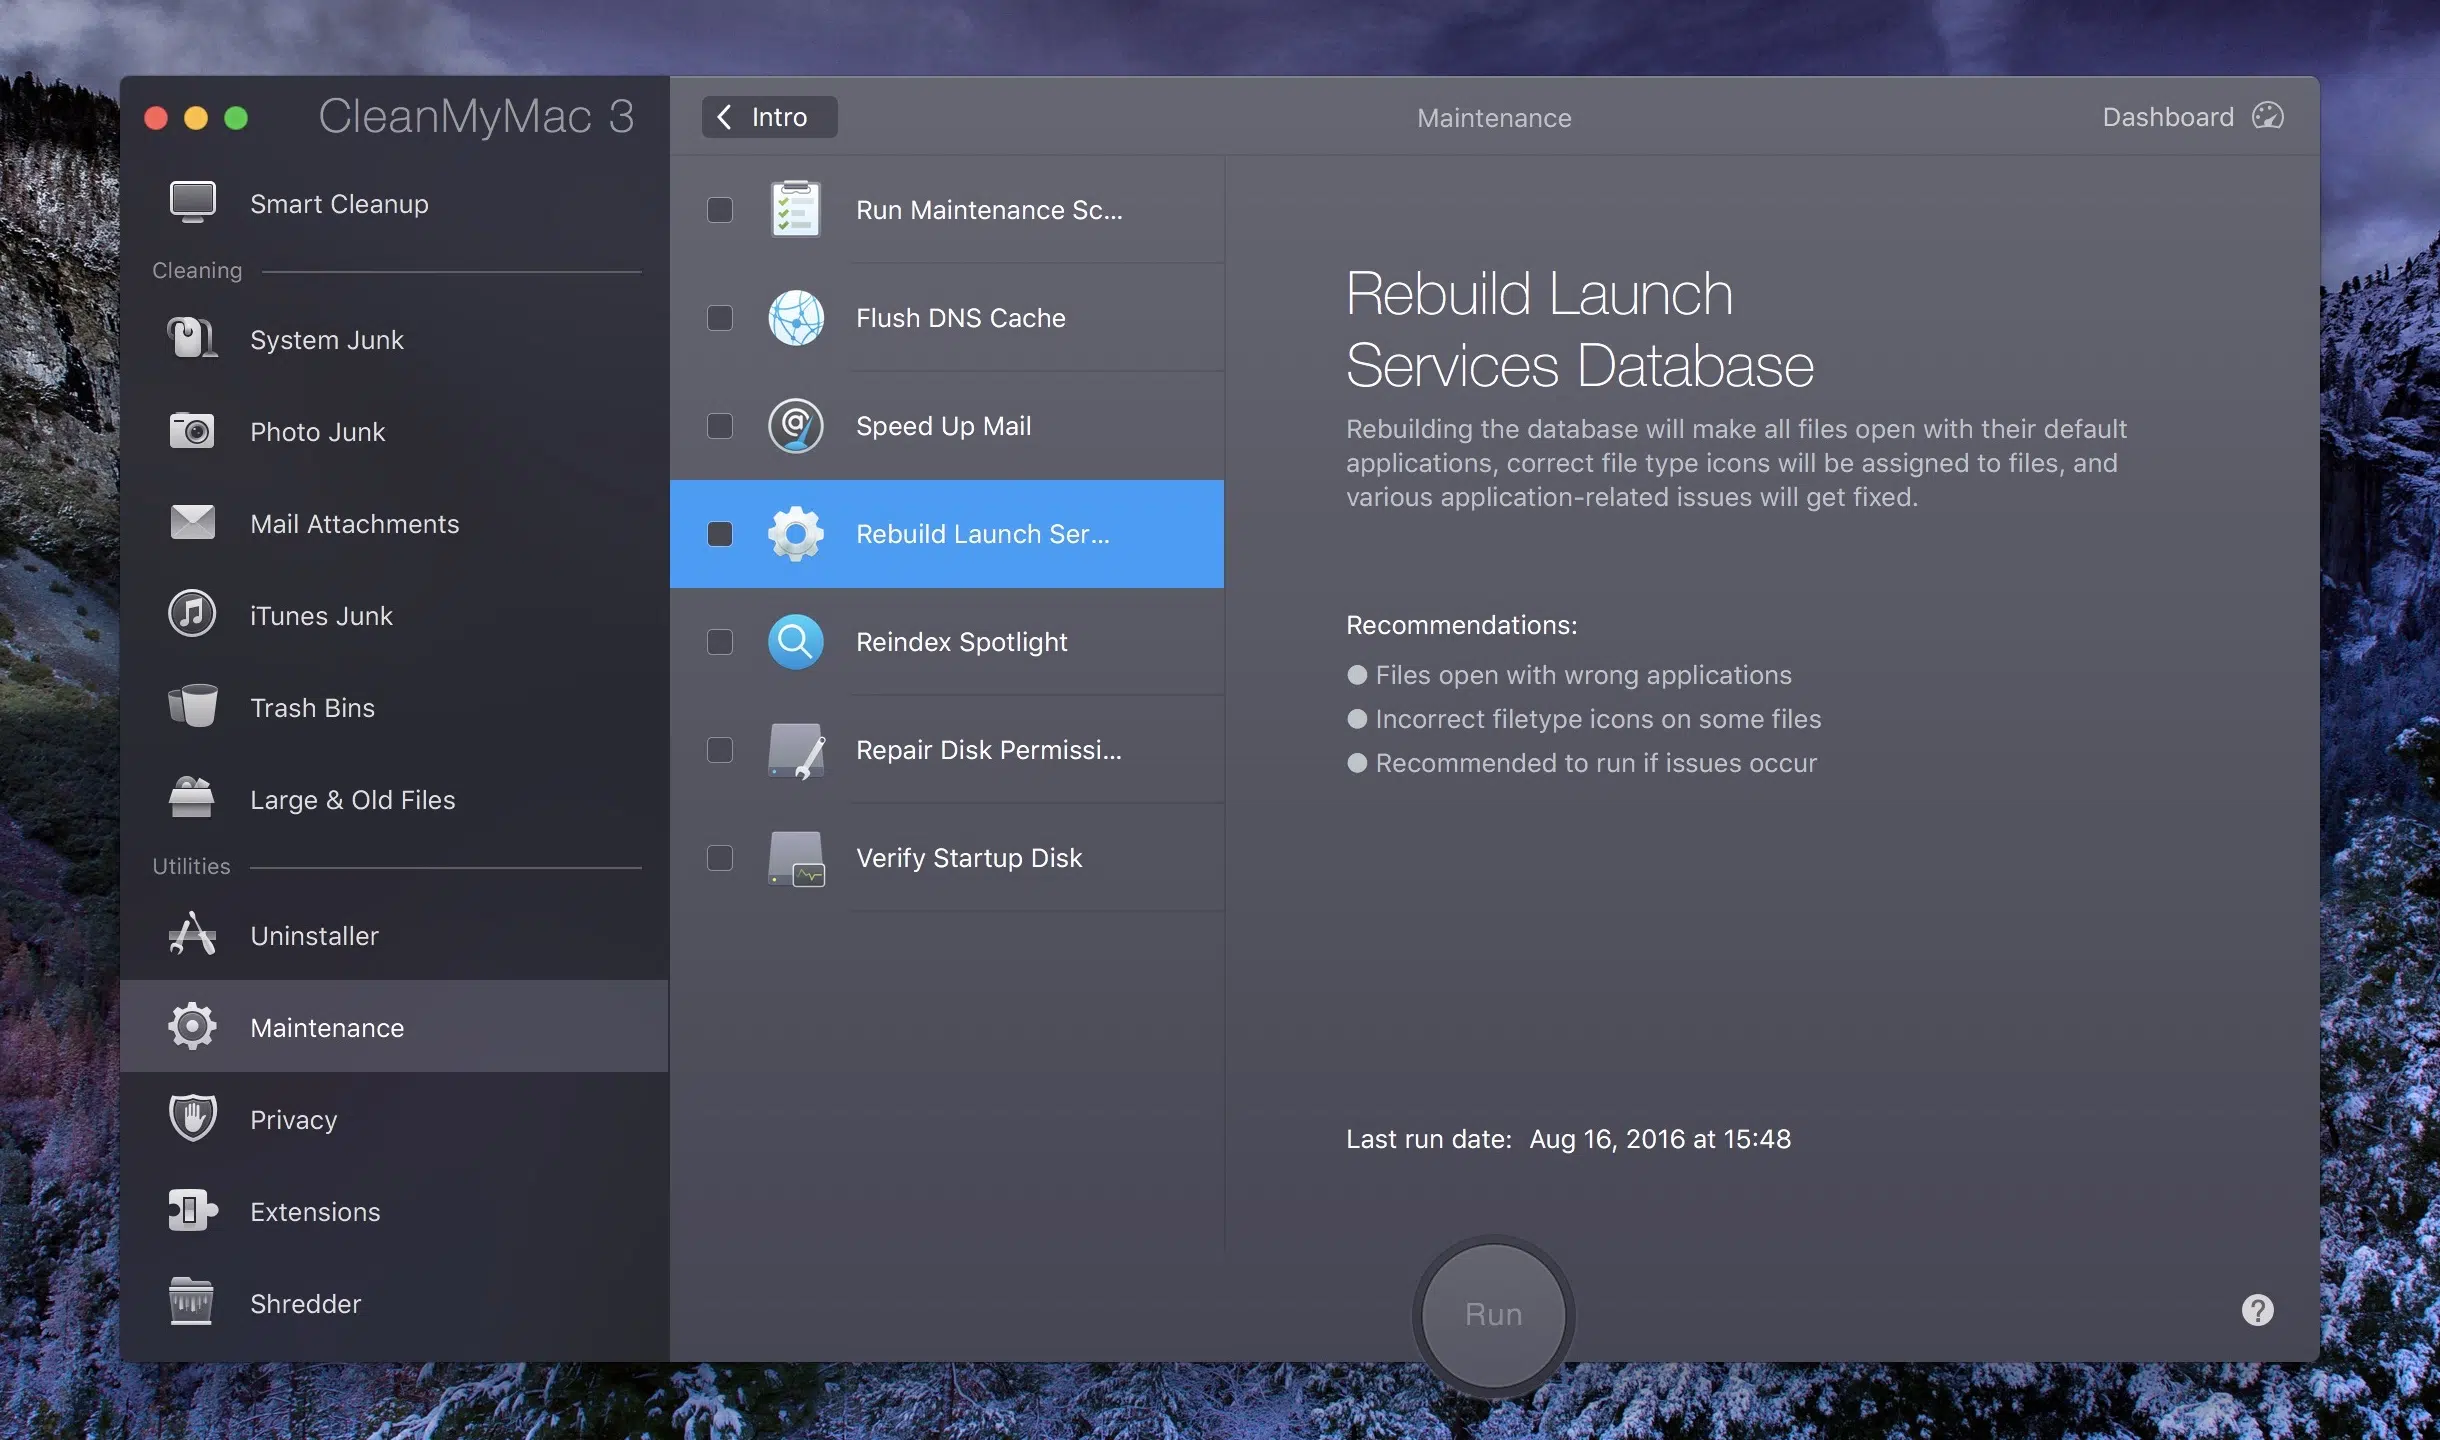 CleanMyMac 3
Smart Cleanup
Cleaning
System Junk
Photo Junk
Mail Attachments
iTunes Junk
Trash Bins
Large & Old Files
Utilities
Uninstaller
Maintenance
Privacy
Extensions
Shredder
Intro
Maintenance
Dashboard
Run Maintenance Sc...
Flush DNS Cache
Speed Up Mail
Rebuild Launch Ser...
Reindex Spotlight
Repair Disk Permissi...
Verify Startup Disk
Rebuild Launch
Services Database
Rebuilding the database will make all files open with their default
applications, correct file type icons will be assigned to files, and
various application-related issues will get fixed.
Recommendations:
Files open with wrong applications
Incorrect filetype icons on some files
Recommended to run if issues occur
Last run date: Aug 16, 2016 at 15:48
Run
?